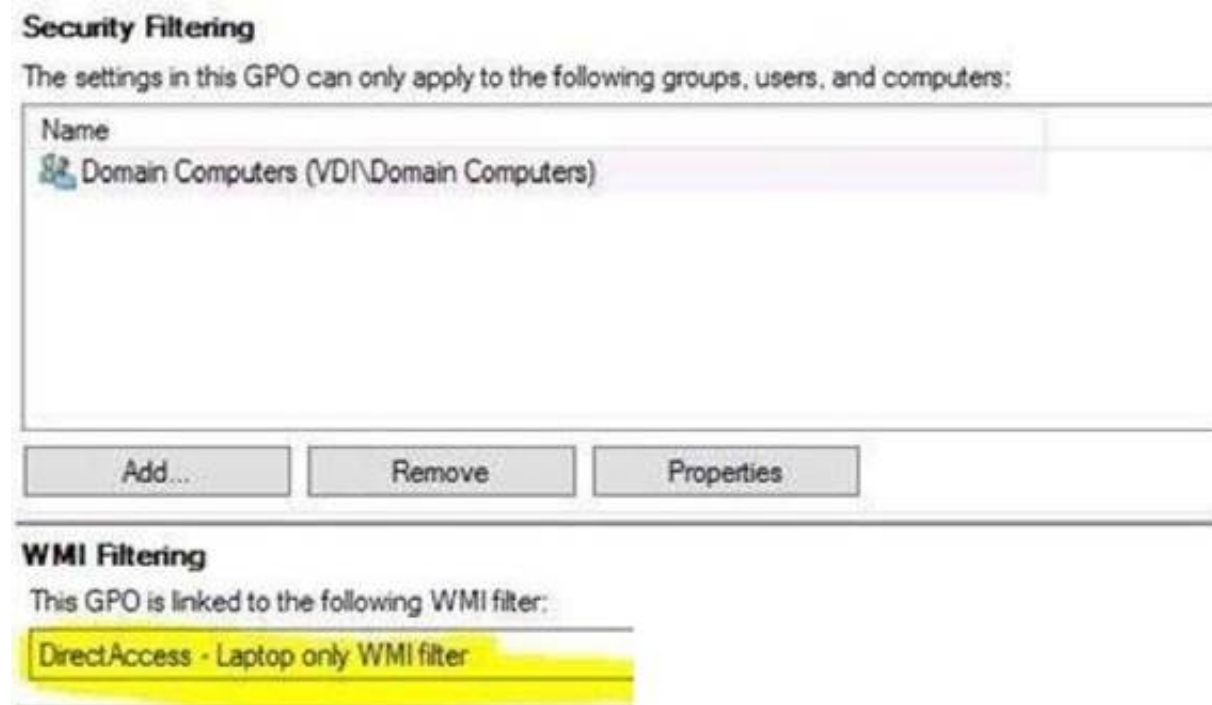 Security Filtering
The settings in this GPO can only apply to the following groups, users, and computers:
Name
Domain Computers (VDI\Domain Computers)
Add...
Remove
Properties
WMI Filtering
This GPO is linked to the following WMI filter:
DirectAccess - Laptop only WMI filter